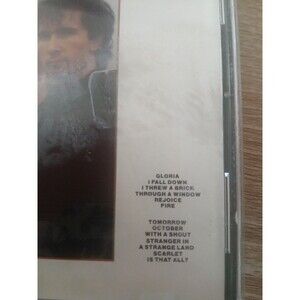 GLORIA
I FALL DOWN
I THREW A BRICK
THROUGH A WINDOW
REJOICE
FIRE
TOMORROW
OCTOBER
WITH A SHOUT
STRANGER IN
A STRANGE LAND
SCARLET
IS THAT ALL?